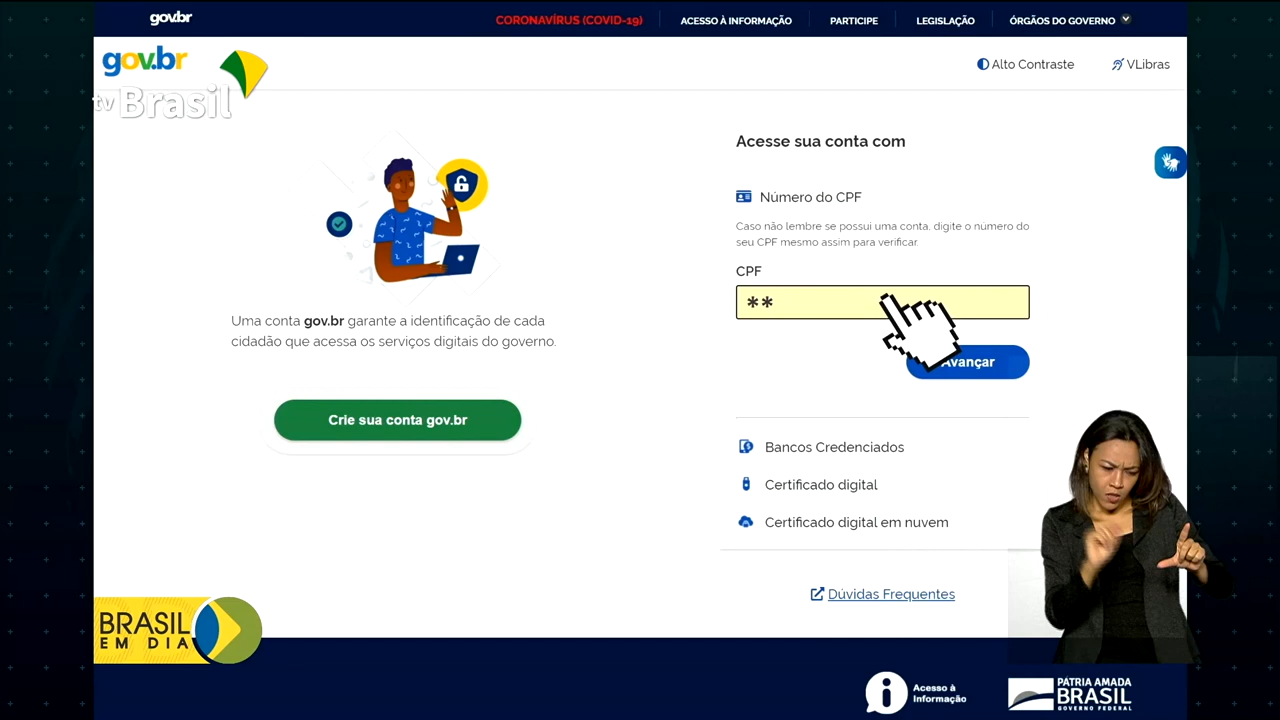 gov.br
CORONAVÍRUS (COVID-19)
ACESSO À INFORMAÇÃO
PARTICIPE
LEGISLAÇÃO
ÓRGÃOS DO GOVERNO
gov.br
Alto Contraste
VLibras
tv Brasil
Acesse sua conta com
Número do CPF
Caso não lembre se possui uma conta, digite o número do
seu CPF mesmo assim para verificar.
CPF
**
Avançar
Uma conta gov.br garante a identificação de cada
cidadão que acessa os serviços digitais do governo.
Crie sua conta gov.br
Bancos Credenciados
Certificado digital
Certificado digital em nuvem
Dúvidas Frequentes
BRASIL
EM DIA
Acesso à
Informação
PÁTRIA AMADA
BRASIL
GOVERNO FEDERAL